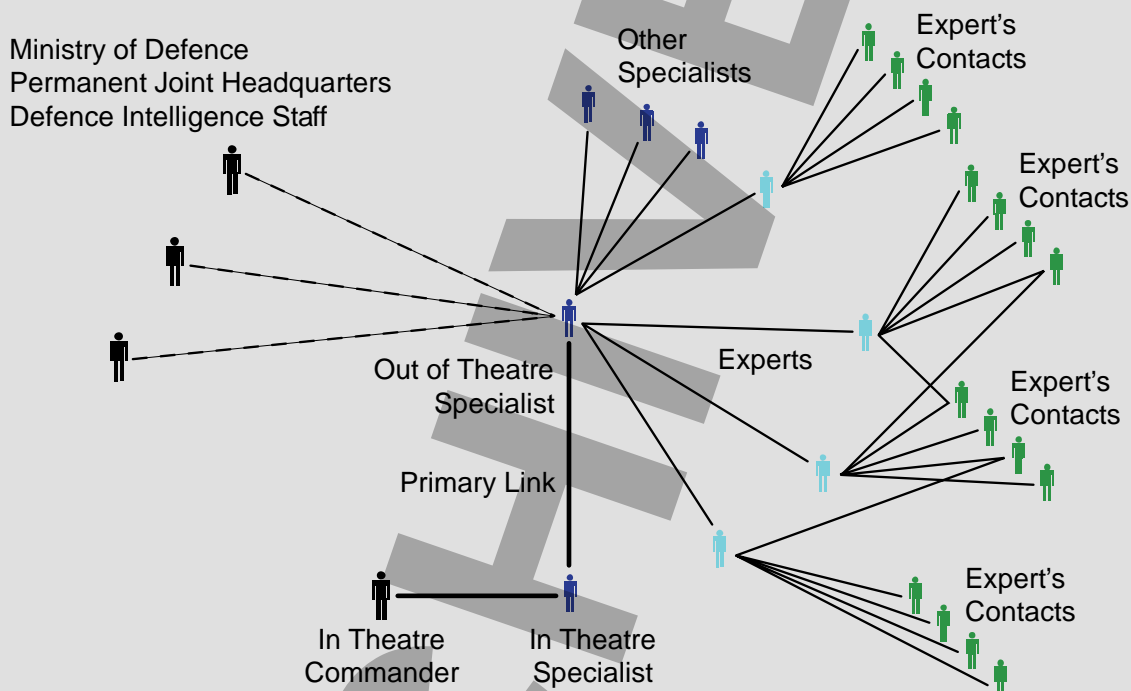 Ministry of Defence
Permanent Joint Headquarters
Defence Intelligence Staff
Other
Specialists
Expert's
Contacts
Expert's
Contacts
Out of Theatre
Specialist
Experts
Expert's
Contacts
Primary Link
Expert's
Contacts
In Theatre
Commander
In Theatre
Specialist